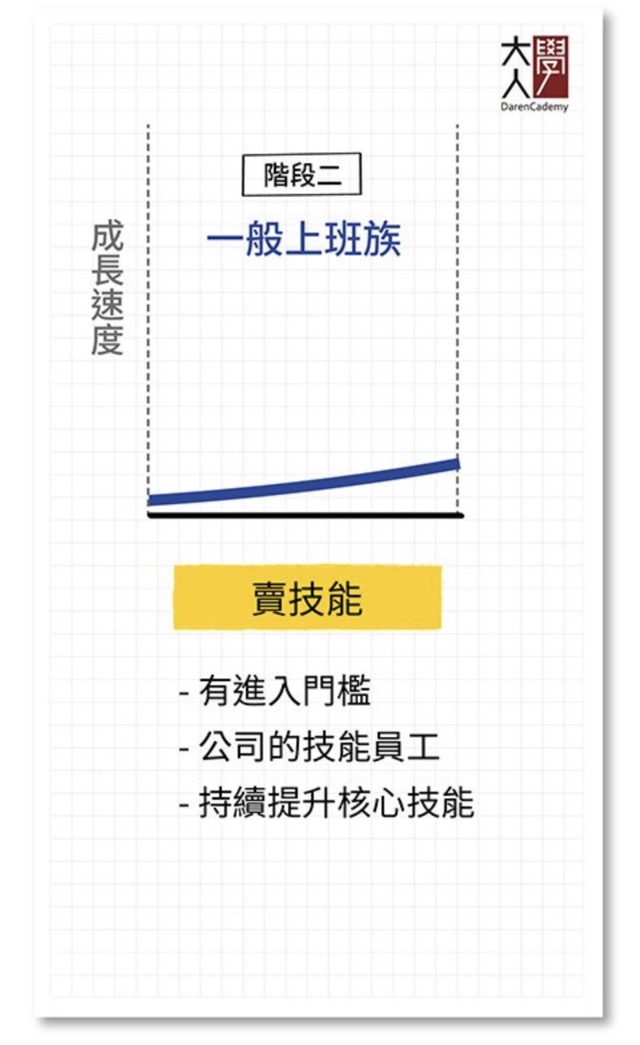 大人學
DarenCademy
階段二
一般上班族
成長速度
賣技能
- 有進入門檻
- 公司的技能員工
- 持續提升核心技能